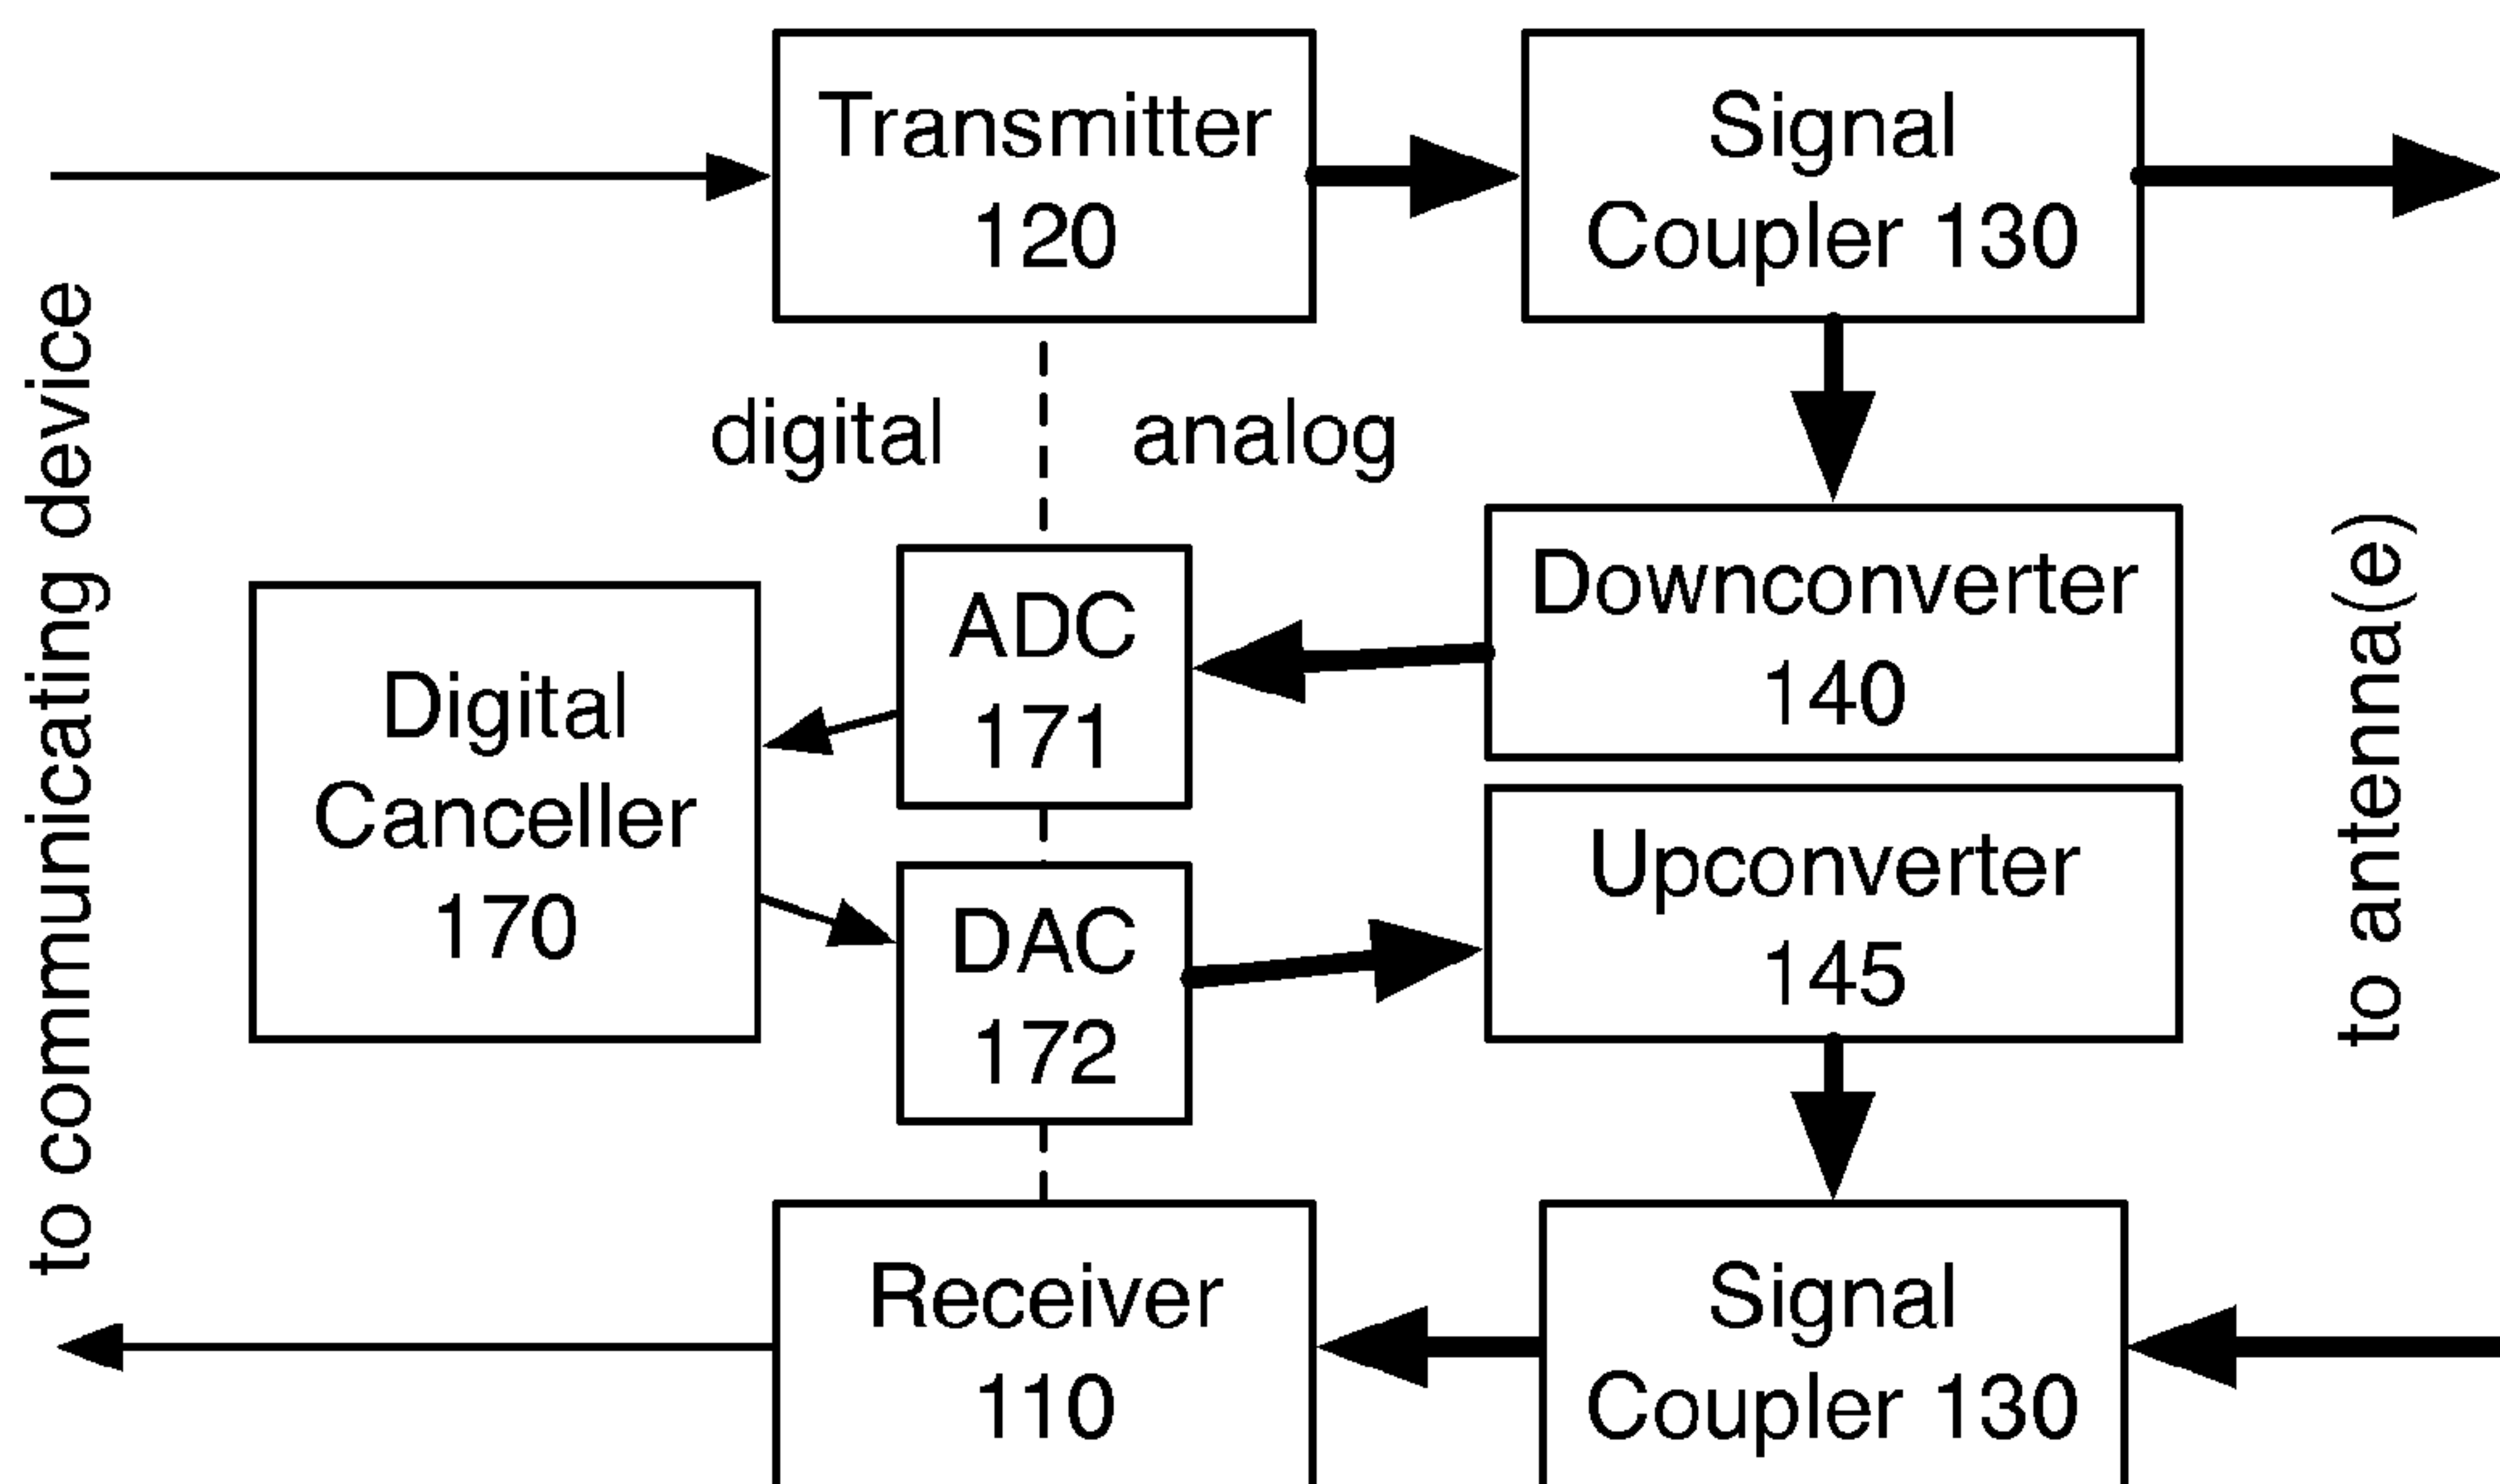 Transmitter
120
Signal
Coupler 130
digital
analog
to communicating device
to antenna(e)
ADC
171
Downconverter
140
Digital
Canceller
170
DAC
172
Upconverter
145
Receiver
110
Signal
Coupler 130